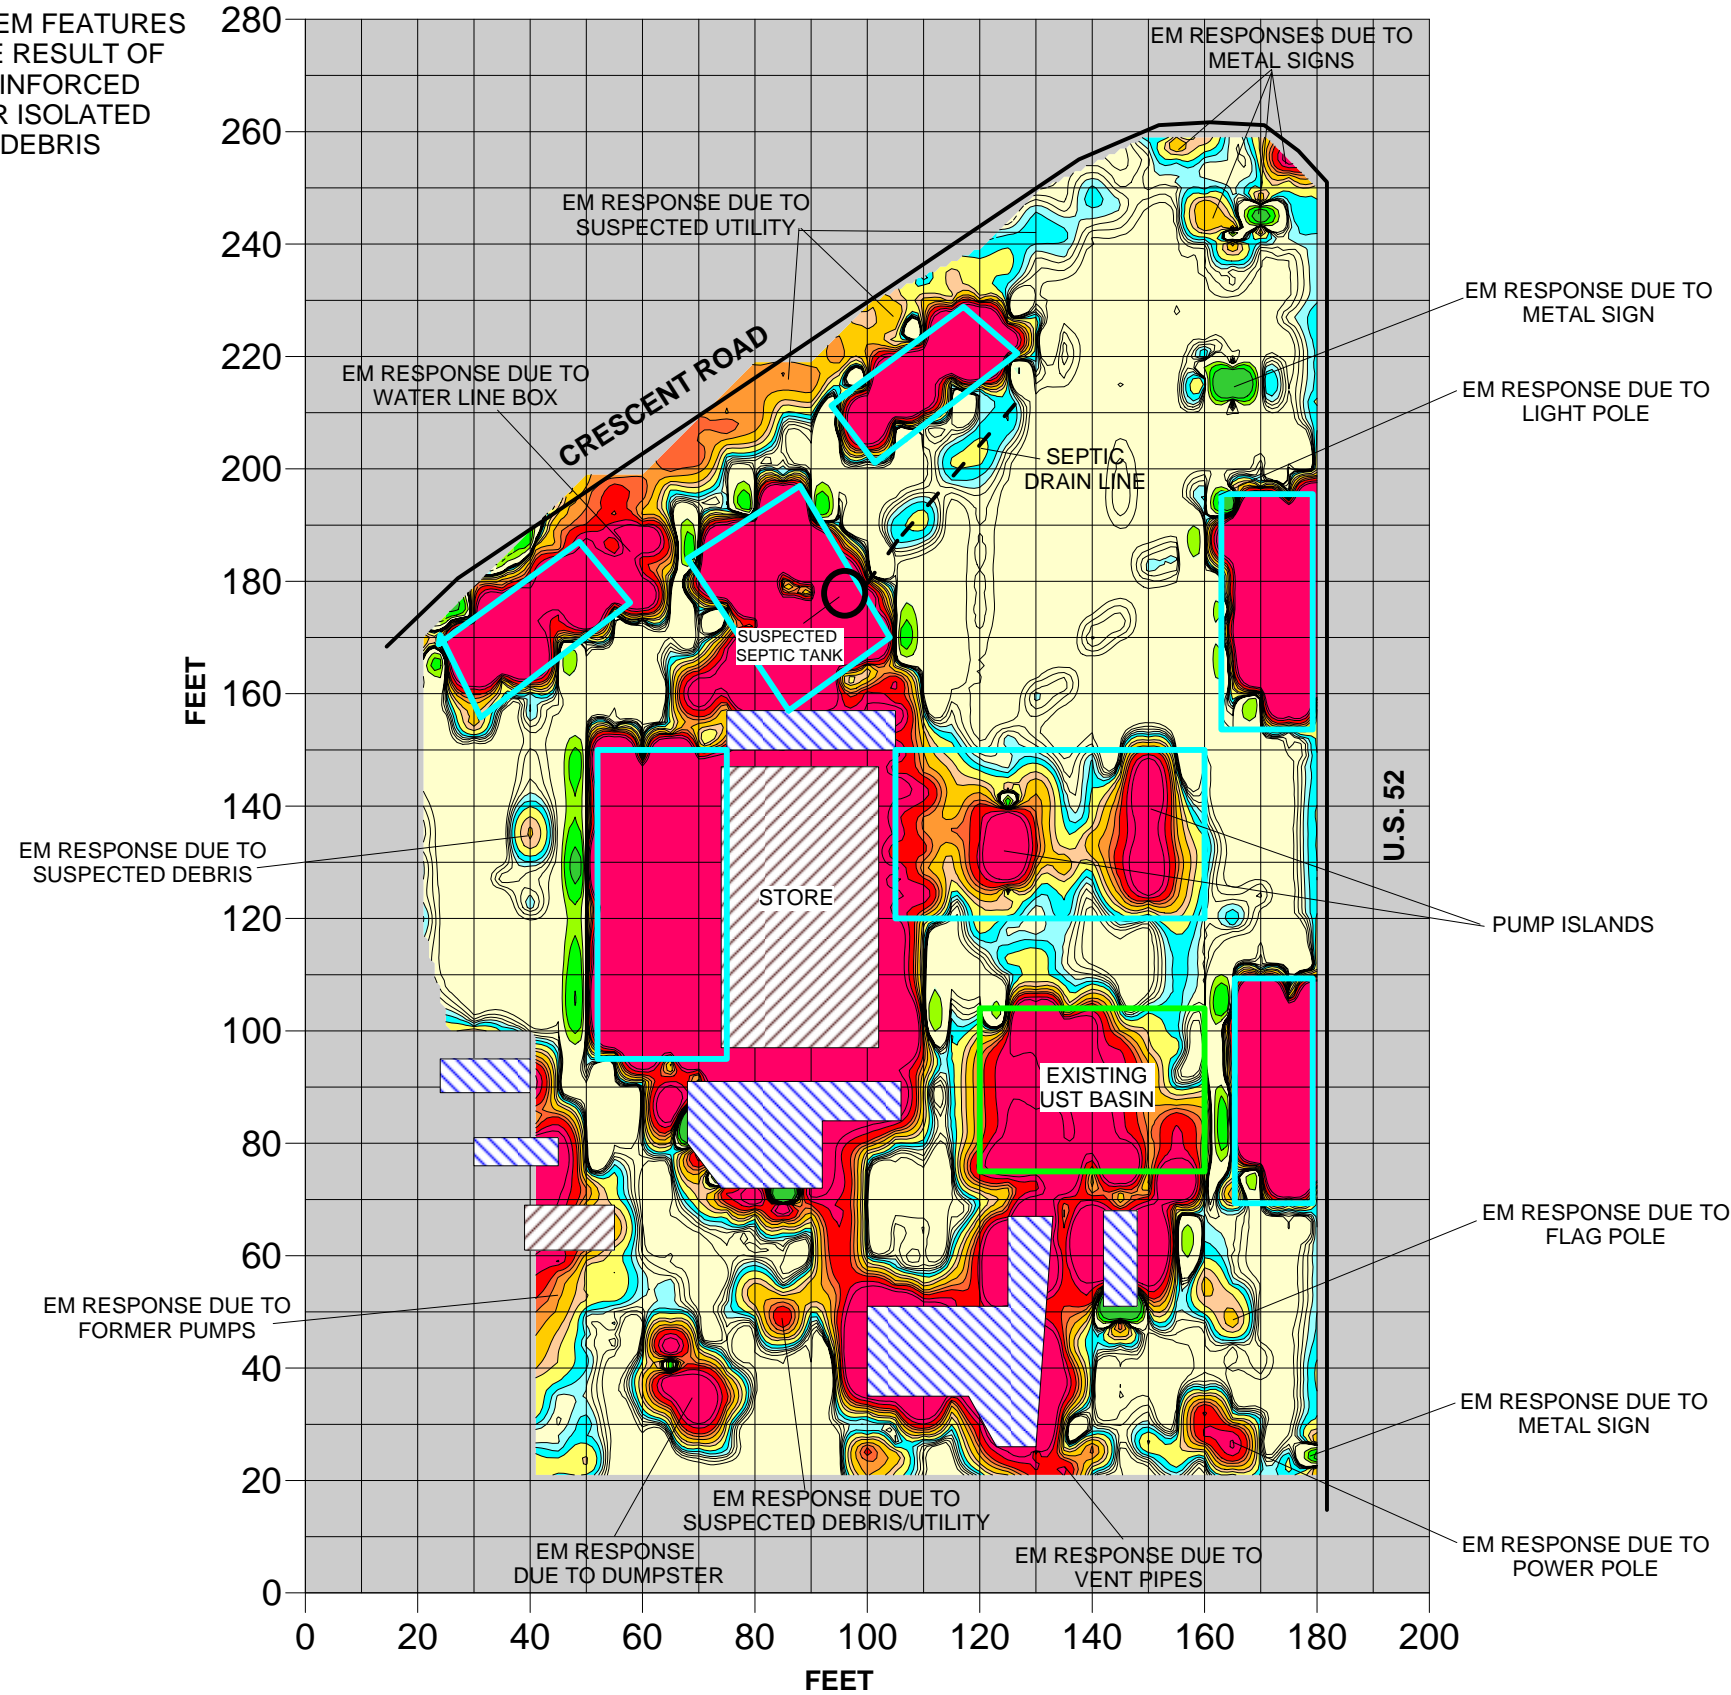 EM FEATURES
RESULT OF
INFORCED
ISOLATED
DEBRIS
280
260
240
220
200
180
160
140
120
100
80
60
40
20
0
FEET
EM RESPONSES DUE TO
METAL SIGNS
EM RESPONSE DUE TO
SUSPECTED UTILITY
EM RESPONSE DUE TO
METAL SIGN
EM RESPONSE DUE TO
WATER LINE BOX
CRESCENT ROAD
EM RESPONSE DUE TO
LIGHT POLE
SEPTIC
DRAIN LINE
SUSPECTED
SEPTIC TANK
U.S. 52
EM RESPONSE DUE TO
SUSPECTED DEBRIS
STORE
PUMP ISLANDS
EXISTING
UST BASIN
EM RESPONSE DUE TO
FLAG POLE
EM RESPONSE DUE TO
FORMER PUMPS
EM RESPONSE DUE TO
METAL SIGN
EM RESPONSE DUE TO
SUSPECTED DEBRIS/UTILITY
EM RESPONSE
DUE TO DUMPSTER
EM RESPONSE DUE TO
VENT PIPES
EM RESPONSE DUE TO
POWER POLE
0 20 40 60 80 100 120 140 160 180 200
FEET